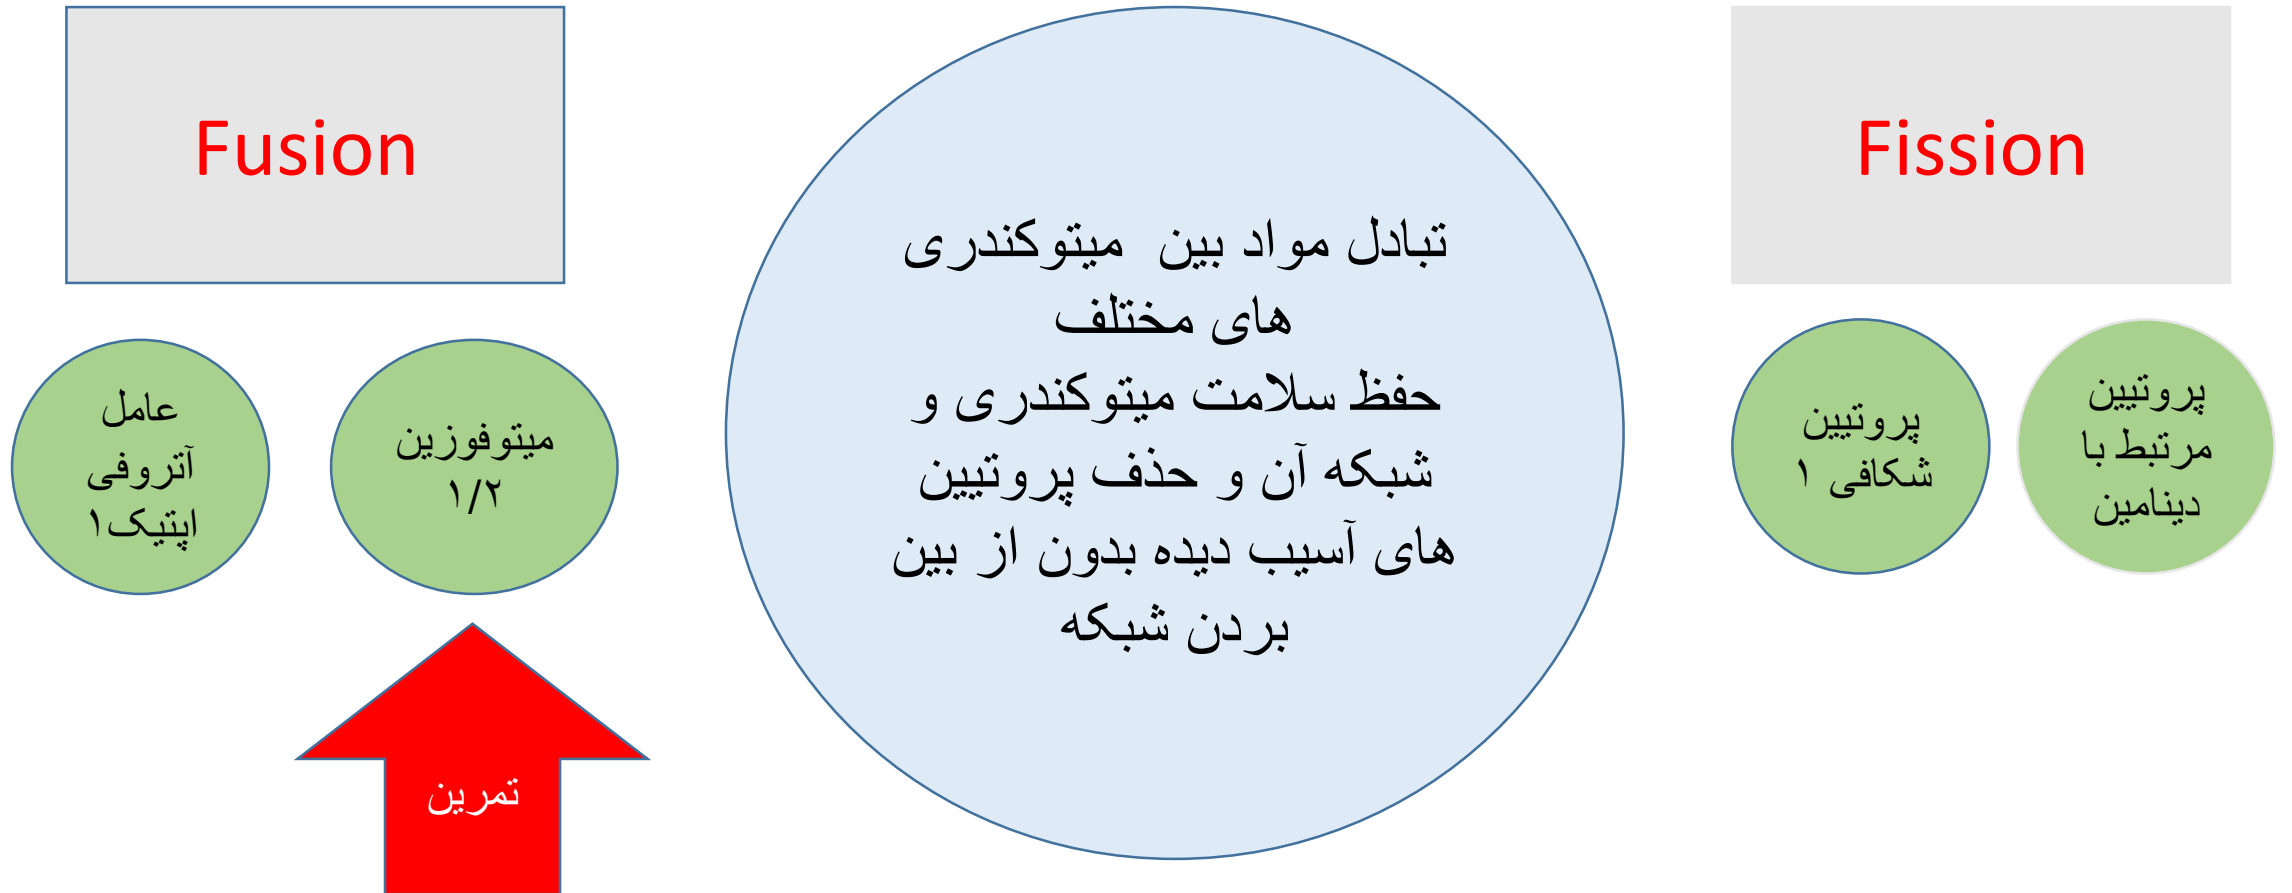 Fusion
Fission
تبادل مواد بین میتوکندری
های مختلف
حفظ سلامت میتوکندری و
شبکه آن و حذف پروتیین
های آسیب دیده بدون از بین
بردن شبکه
عامل
آتروفی
اپتیک۱
میتوفوزین
۱/۲
پروتیین
شکافی ۱
پروتیین
مرتبط با
دینامین
تمرین